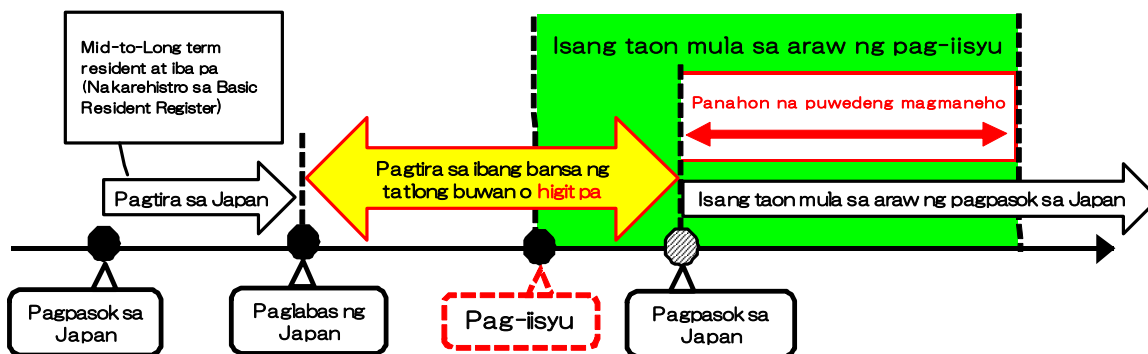 Mid-to-Long term
resident at iba pa
(Nakarehistro sa Basic
Resident Register)
Isang taon mula sa araw ng pag-iisyu
Panahon na puwedeng magmaneho
Pagtira sa Japan
Pagtira sa ibang bansa ng
tatlong buwan o higit pa
Isang taon mula sa araw ng pagpasok sa Japan
Pagpasok sa
Japan
Paglabas ng
Japan
Pag-iisyu
Pagpasok sa
Japan